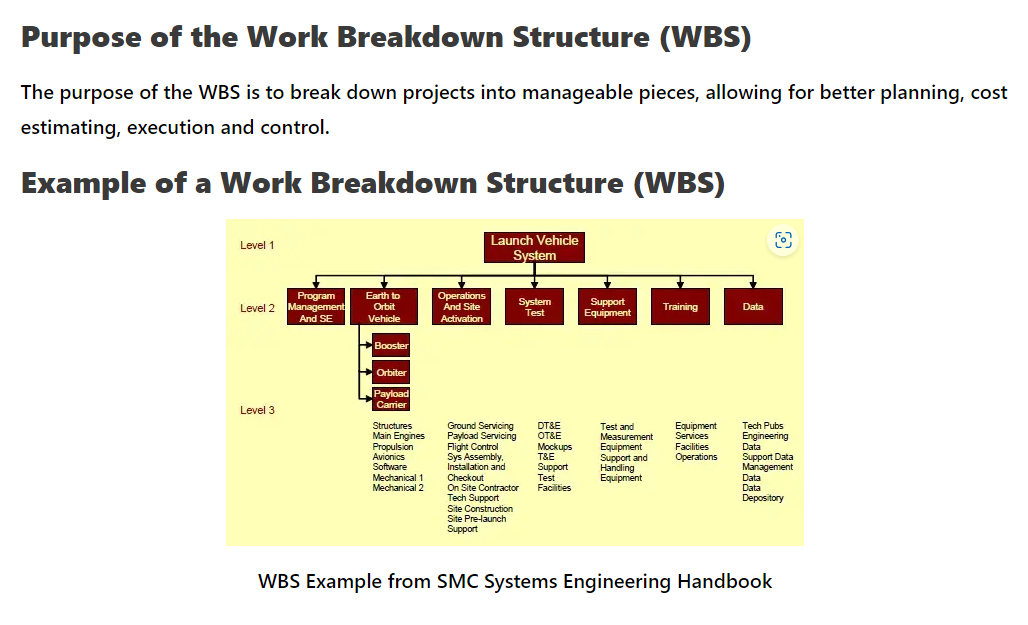 Purpose of the Work Breakdown Structure (WBS)
The purpose of the WBS is to break down projects into manageable pieces, allowing for better planning, cost
estimating, execution and control.
Example of a Work Breakdown Structure (WBS)
Level 1
Launch Vehicle
System
Level 2
Program
Management
And SE
Earth to
Orbit
Vehicle
Operations
And Site
Activation
System
Test
Support
Equipment
Training
Data
Booster
Orbiter
Payload
Carrier
Level 3
Structures
Main Engines
Propulsion
Avionics
Software
Mechanical 1
Mechanical 2
Ground Servicing
Payload Servicing
Flight Control
Sys Assembly,
Installation and
Checkout
On Site Contractor
Tech Support
Site Construction
Site Pre-launch
Support
DT&E
OT&E
Mockups
T&E
Support
Test
Facilities
Test and
Measurement
Equipment
Support and
Handling
Equipment
Equipment
Services
Facilities
Operations
Tech Pubs
Engineering
Data
Support Data
Management
Data
Data
Depository
WBS Example from SMC Systems Engineering Handbook